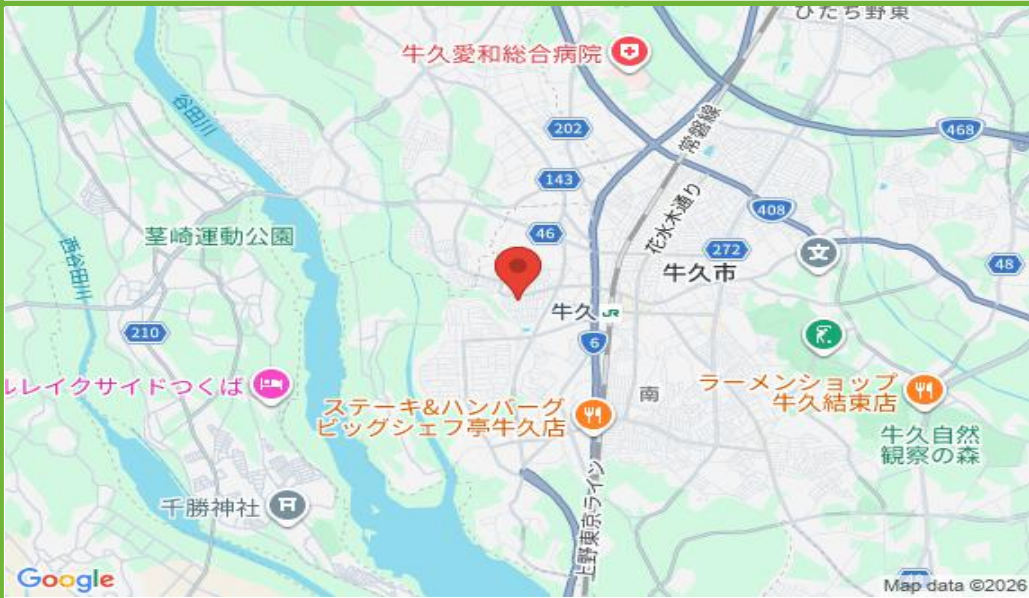 ひたち野東
牛久愛和総合病院
谷田川
常磐線
202
468
143
花水木通り
408
46
茎崎運動公園
272
牛久市
48
西谷田川
牛久 JR
210
6
ルレイクサイドつくば
南
ラーメンショップ
牛久結束店
ステーキ&ハンバーグ
ビッグシェフ亭牛久店
牛久自然
観察の森
千勝神社
上野東京ライン
Google
Map data ©2026